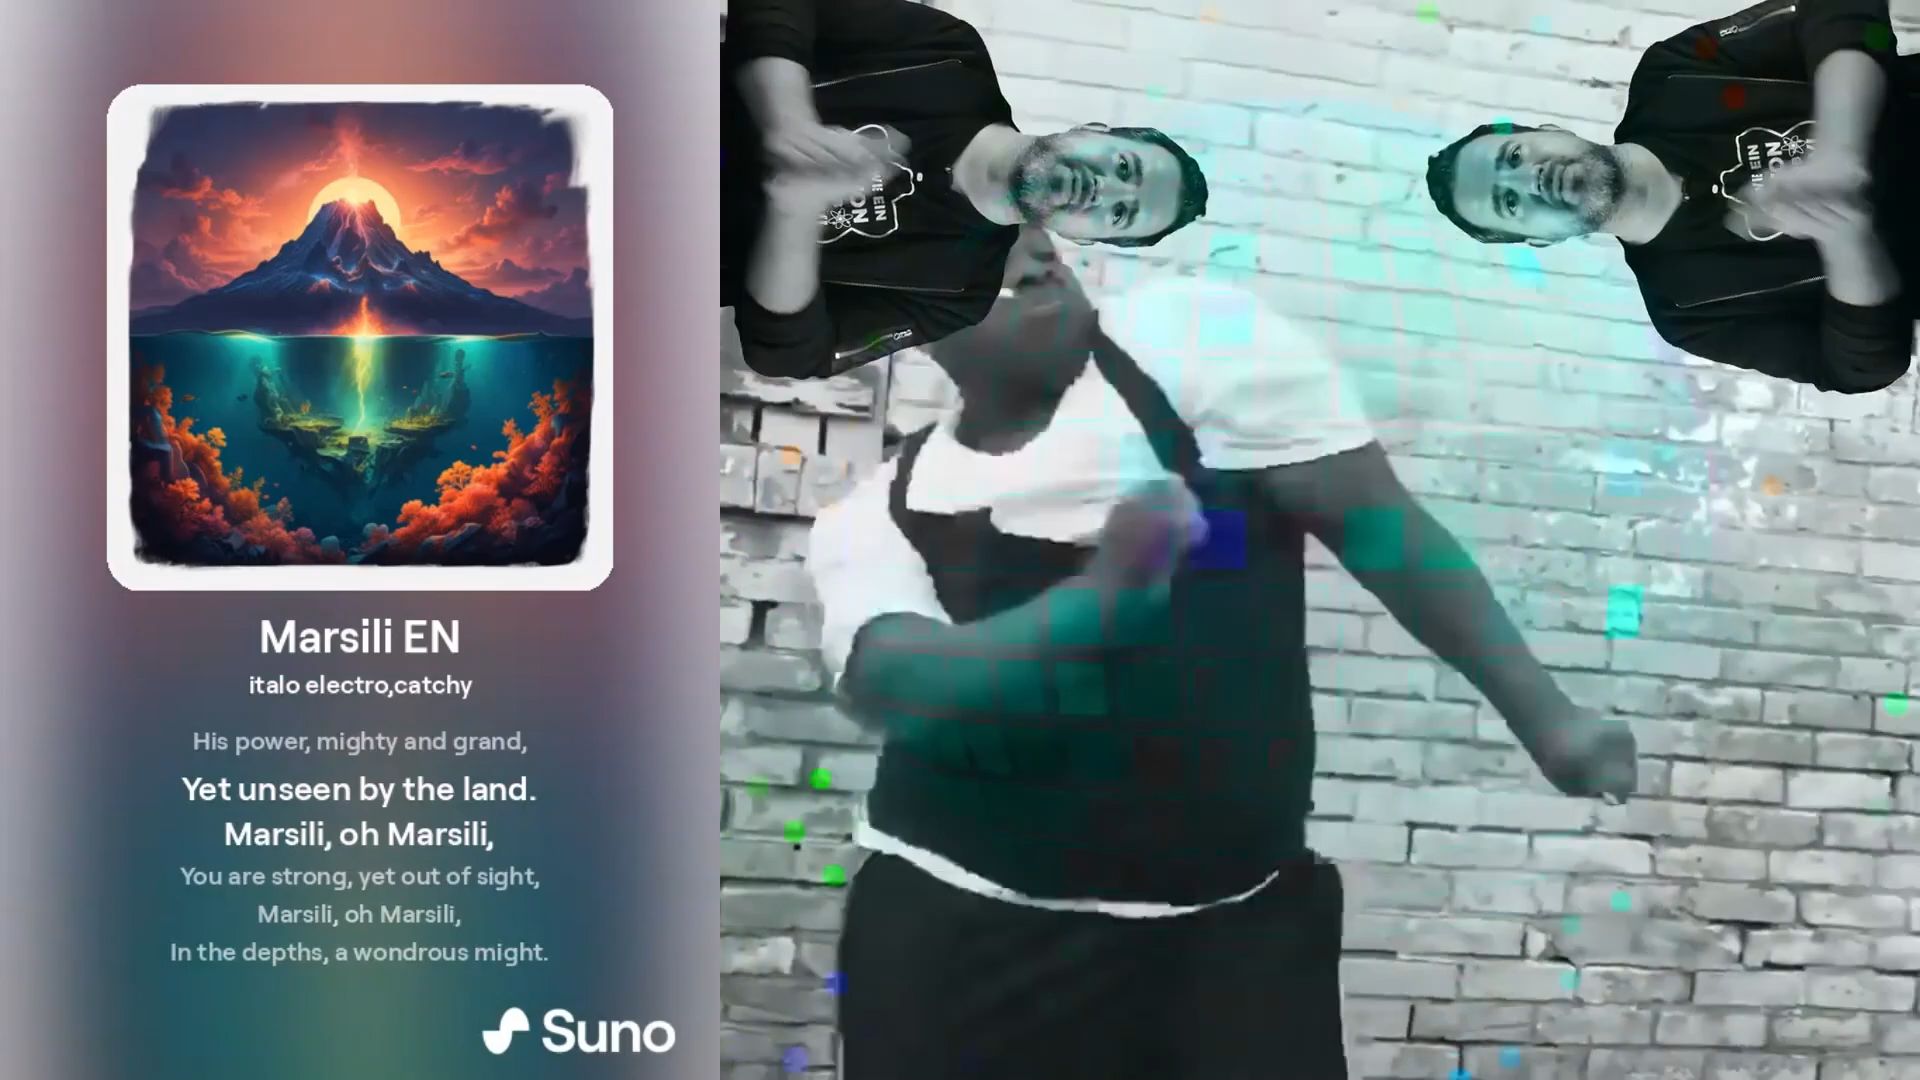 Marsili EN
italo electro,catchy
His power, mighty and grand,
Yet unseen by the land.
Marsili, oh Marsili,
You are strong, yet out of sight,
Marsili, oh Marsili,
In the depths, a wondrous might.
Suno